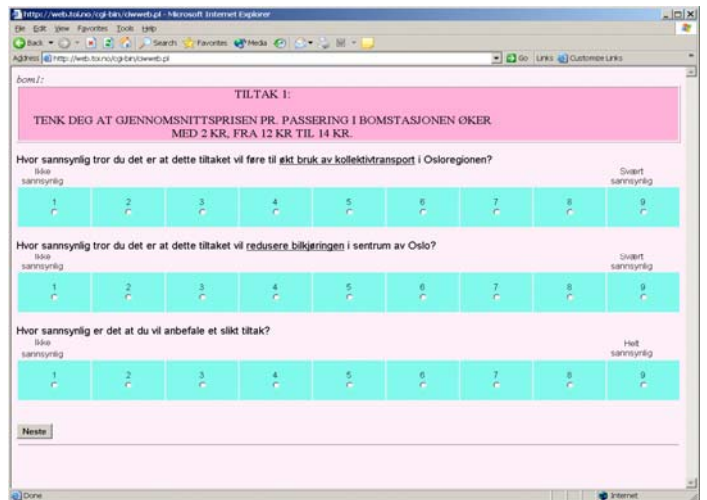 http://web.toi.no/cgi-bin/ciwweb.pl - Microsoft Internet Explorer
File Edit View Favorites Tools Help
Back Search Favorites Media
Address http://web.toi.no/cgi-bin/ciwweb.pl Go Links Customize Links
bom1:
TILTAK 1:
TENK DEG AT GJENNOMSNITTSPRISEN PR. PASSERING I BOMSTASJONEN ØKER
MED 2 KR, FRA 12 KR TIL 14 KR.
Hvor sannsynlig tror du det er at dette tiltaket vil føre til økt bruk av kollektivtransport i Osloregionen?
Ikke sannsynlig Svært sannsynlig
1 2 3 4 5 6 7 8 9
Hvor sannsynlig tror du det er at dette tiltaket vil redusere bilkjøringen i sentrum av Oslo?
Ikke sannsynlig Svært sannsynlig
1 2 3 4 5 6 7 8 9
Hvor sannsynlig er det at du vil anbefale et slikt tiltak?
Ikke sannsynlig Helt sannsynlig
1 2 3 4 5 6 7 8 9
Neste
Done Internet